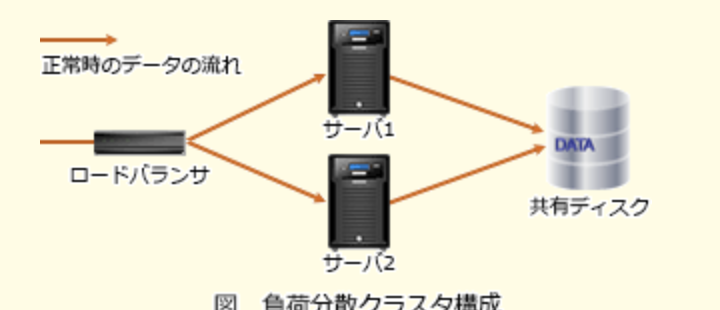 正常時のデータの流れ
サーバ1
ロードバランサ
DATA
共有ディスク
サーバ2
図 負荷分散クラスタ構成